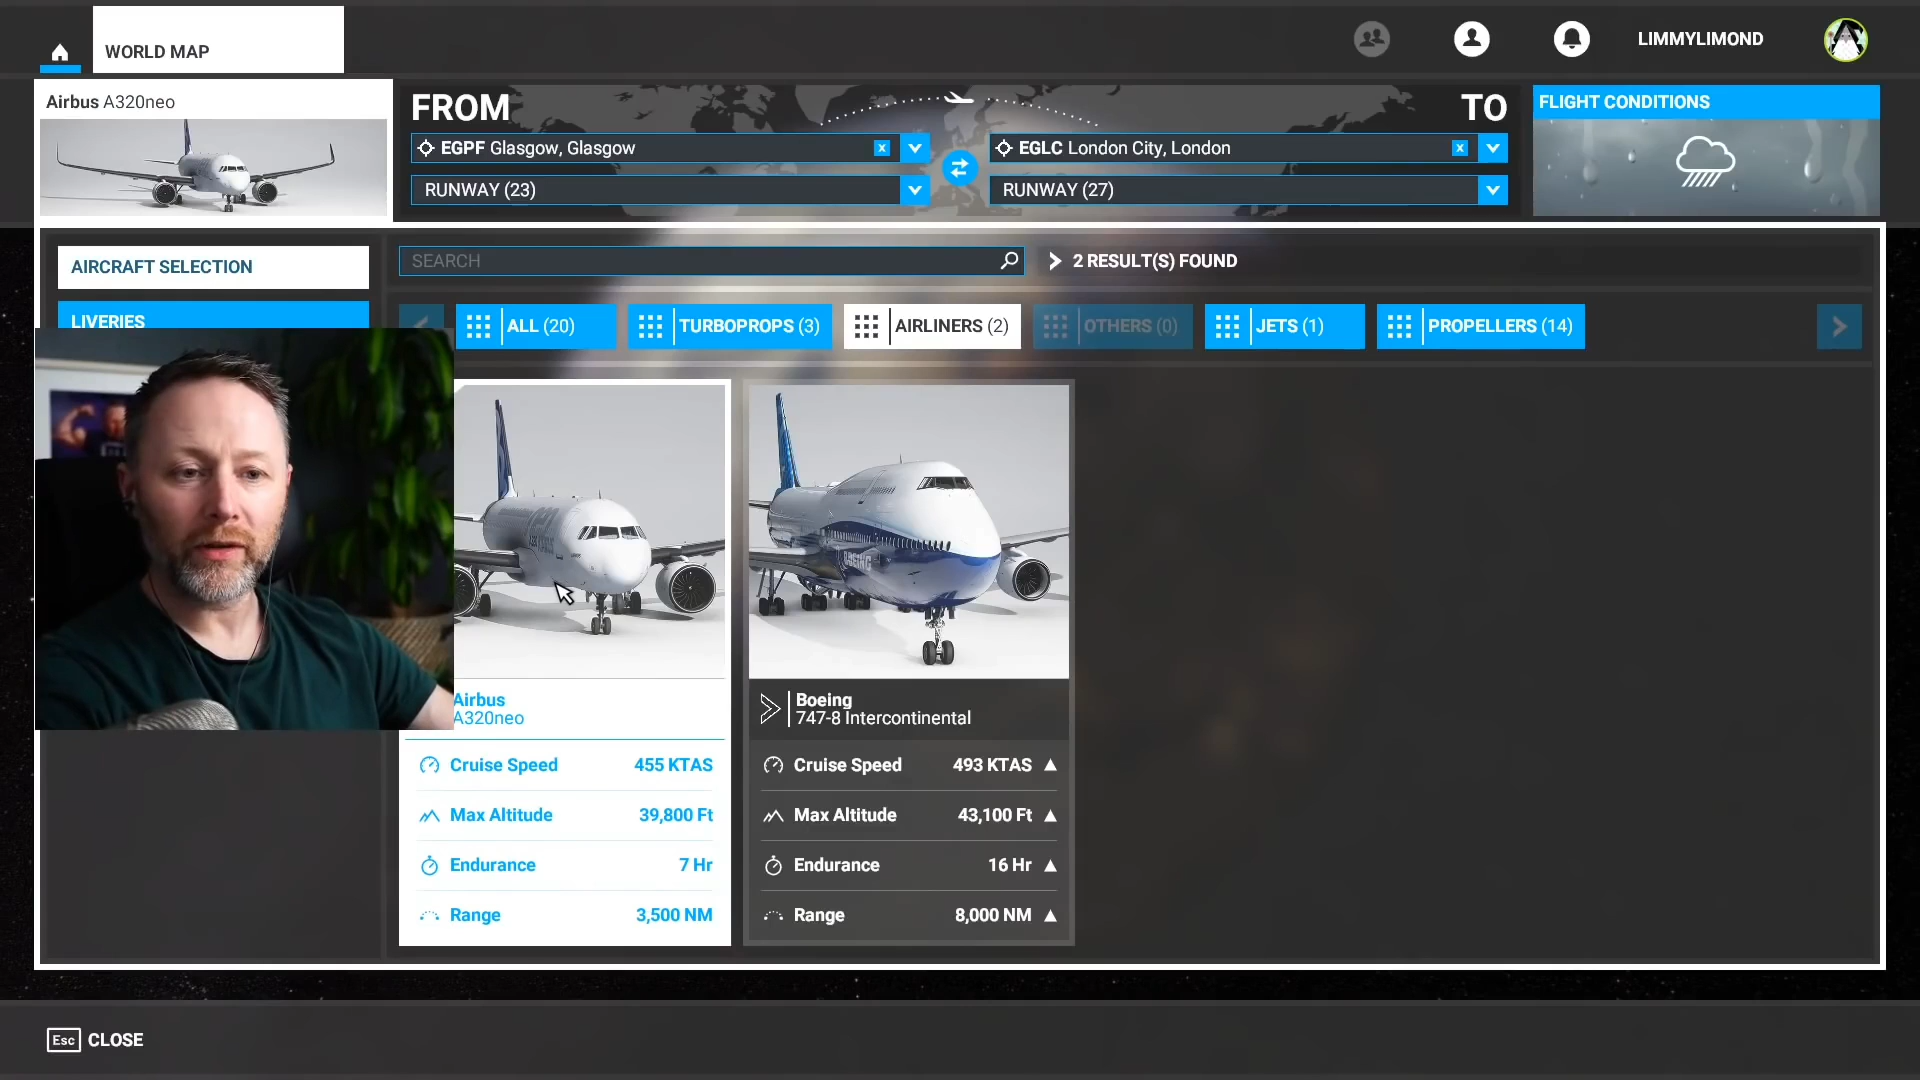 WORLD MAP
LIMMYLIMOND
Airbus A320neo
FROM
TO
EGPF Glasgow, Glasgow
x
EGLC London City, London
x
RUNWAY (23)
RUNWAY (27)
FLIGHT CONDITIONS
AIRCRAFT SELECTION
LIVERIES
SEARCH
2 RESULT(S) FOUND
ALL (20)
TURBOPROPS (3)
AIRLINERS (2)
OTHERS (0)
JETS (1)
PROPELLERS (14)
BOEING
Airbus
A320neo
Cruise Speed 455 KTAS
Max Altitude 39,800 Ft
Endurance 7 Hr
Range 3,500 NM
Boeing
747-8 Intercontinental
Cruise Speed 493 KTAS
Max Altitude 43,100 Ft
Endurance 16 Hr
Range 8,000 NM
Esc CLOSE